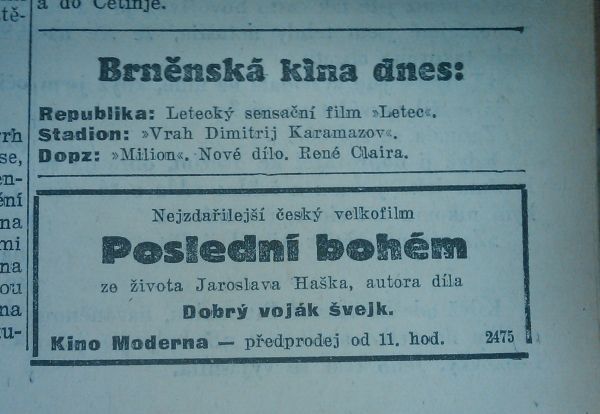 a do Cetinje.
Brněnská kina dnes:
Republika: Letecký sensační film »Letec«.
Stadion: »Vrah Dimitrij Karamazov«.
Dopz: »Milion«. Nové dílo. René Claira.
Nejzdařilejší český velkofilm
Poslední bohém
ze života Jaroslava Haška, autora díla
Dobrý voják švejk.
Kino Moderna — předprodej od 11. hod. 2475